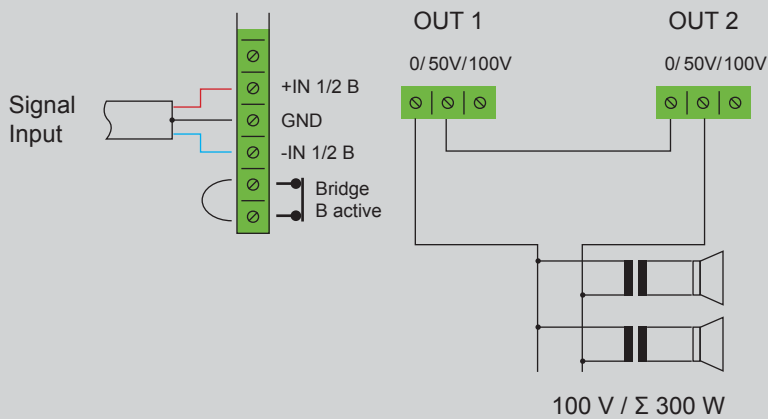 Signal
Input
+IN 1/2 B
GND
-IN 1/2 B
Bridge
B active
OUT 1
0/ 50V/100V
OUT 2
0/ 50V/100V
100 V / Σ 300 W